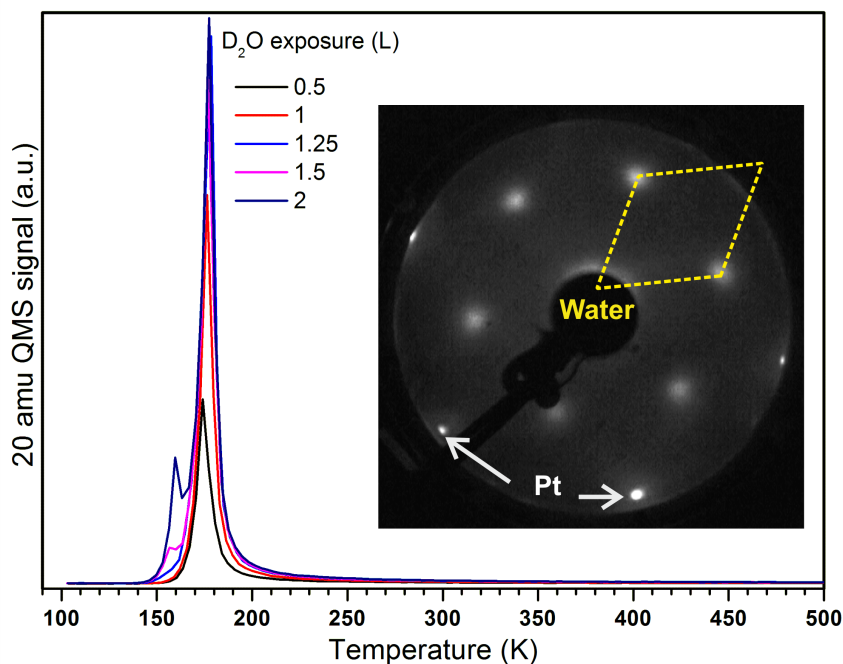 D₂O exposure (L)
0.5
1
1.25
1.5
2
20 amu QMS signal (a.u.)
Water
Pt
100 150 200 250 300 350 400 450 500
Temperature (K)